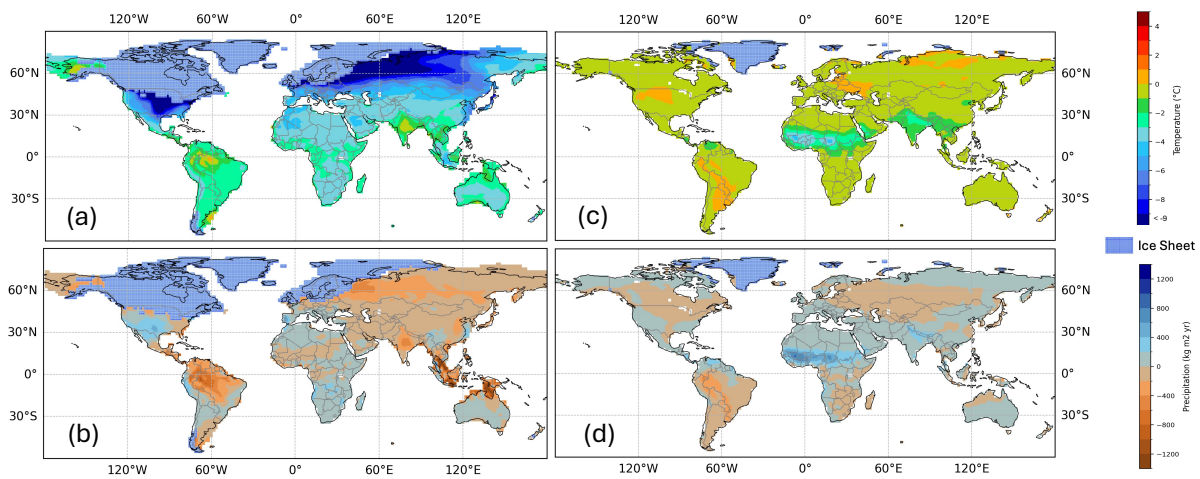 120°W 60°W 0° 60°E 120°E
120°W 60°W 0° 60°E 120°E
60°N
30°N
0°
30°S
(a)
60°N
30°N
0°
30°S
(c)
4
2
0
−2
−4
−6
−8
< -9
Temperature (°C)
Ice Sheet
60°N
30°N
0°
30°S
(b)
60°N
30°N
0°
30°S
(d)
1200
800
400
0
−400
−800
−1200
Precipitation (kg m2 yr)
120°W 60°W 0° 60°E 120°E
120°W 60°W 0° 60°E 120°E